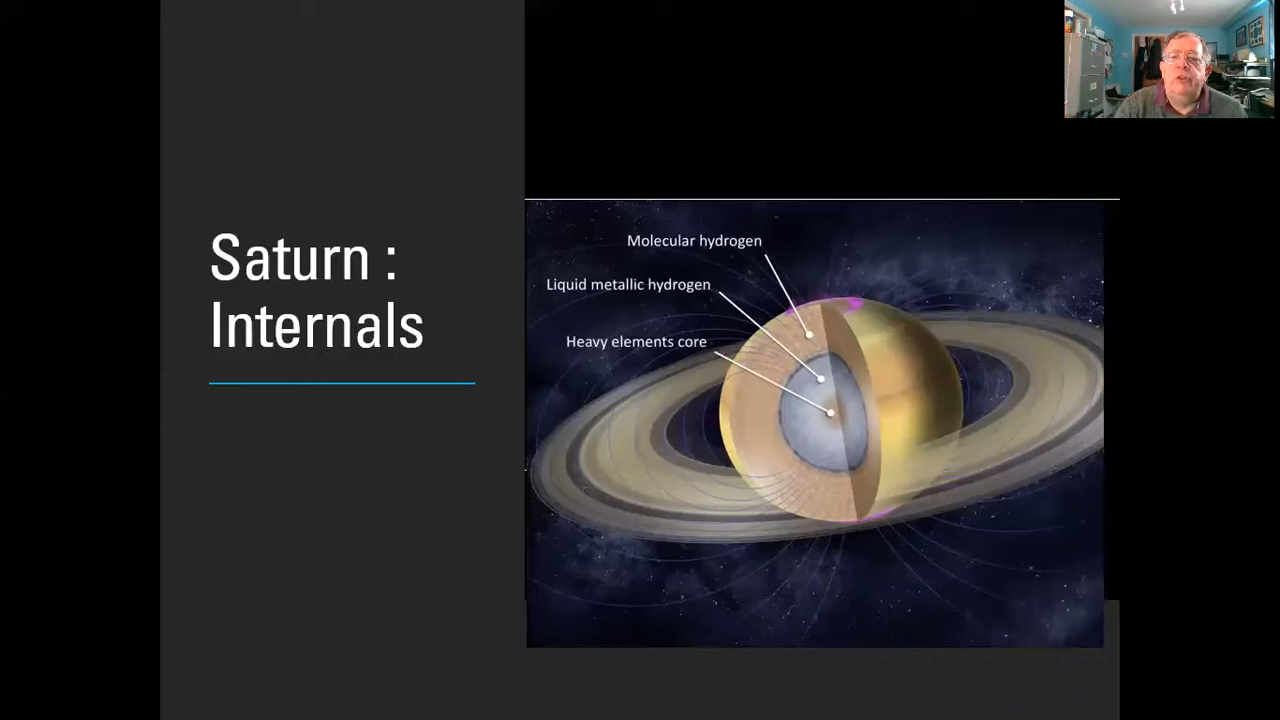 Saturn :
Internals
Molecular hydrogen
Liquid metallic hydrogen
Heavy elements core